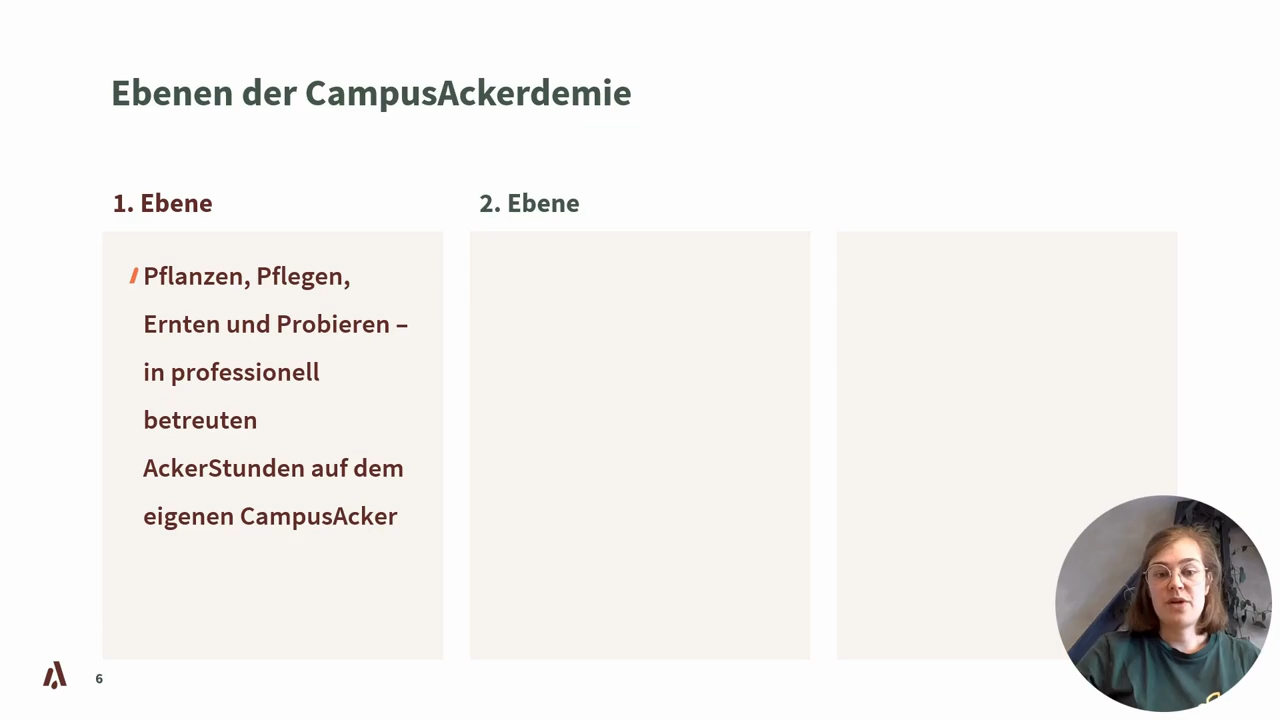 Ebenen der CampusAckerdemie
1. Ebene
Pflanzen, Pflegen,
Ernten und Probieren –
in professionell
betreuten
AckerStunden auf dem
eigenen CampusAcker
2. Ebene
6